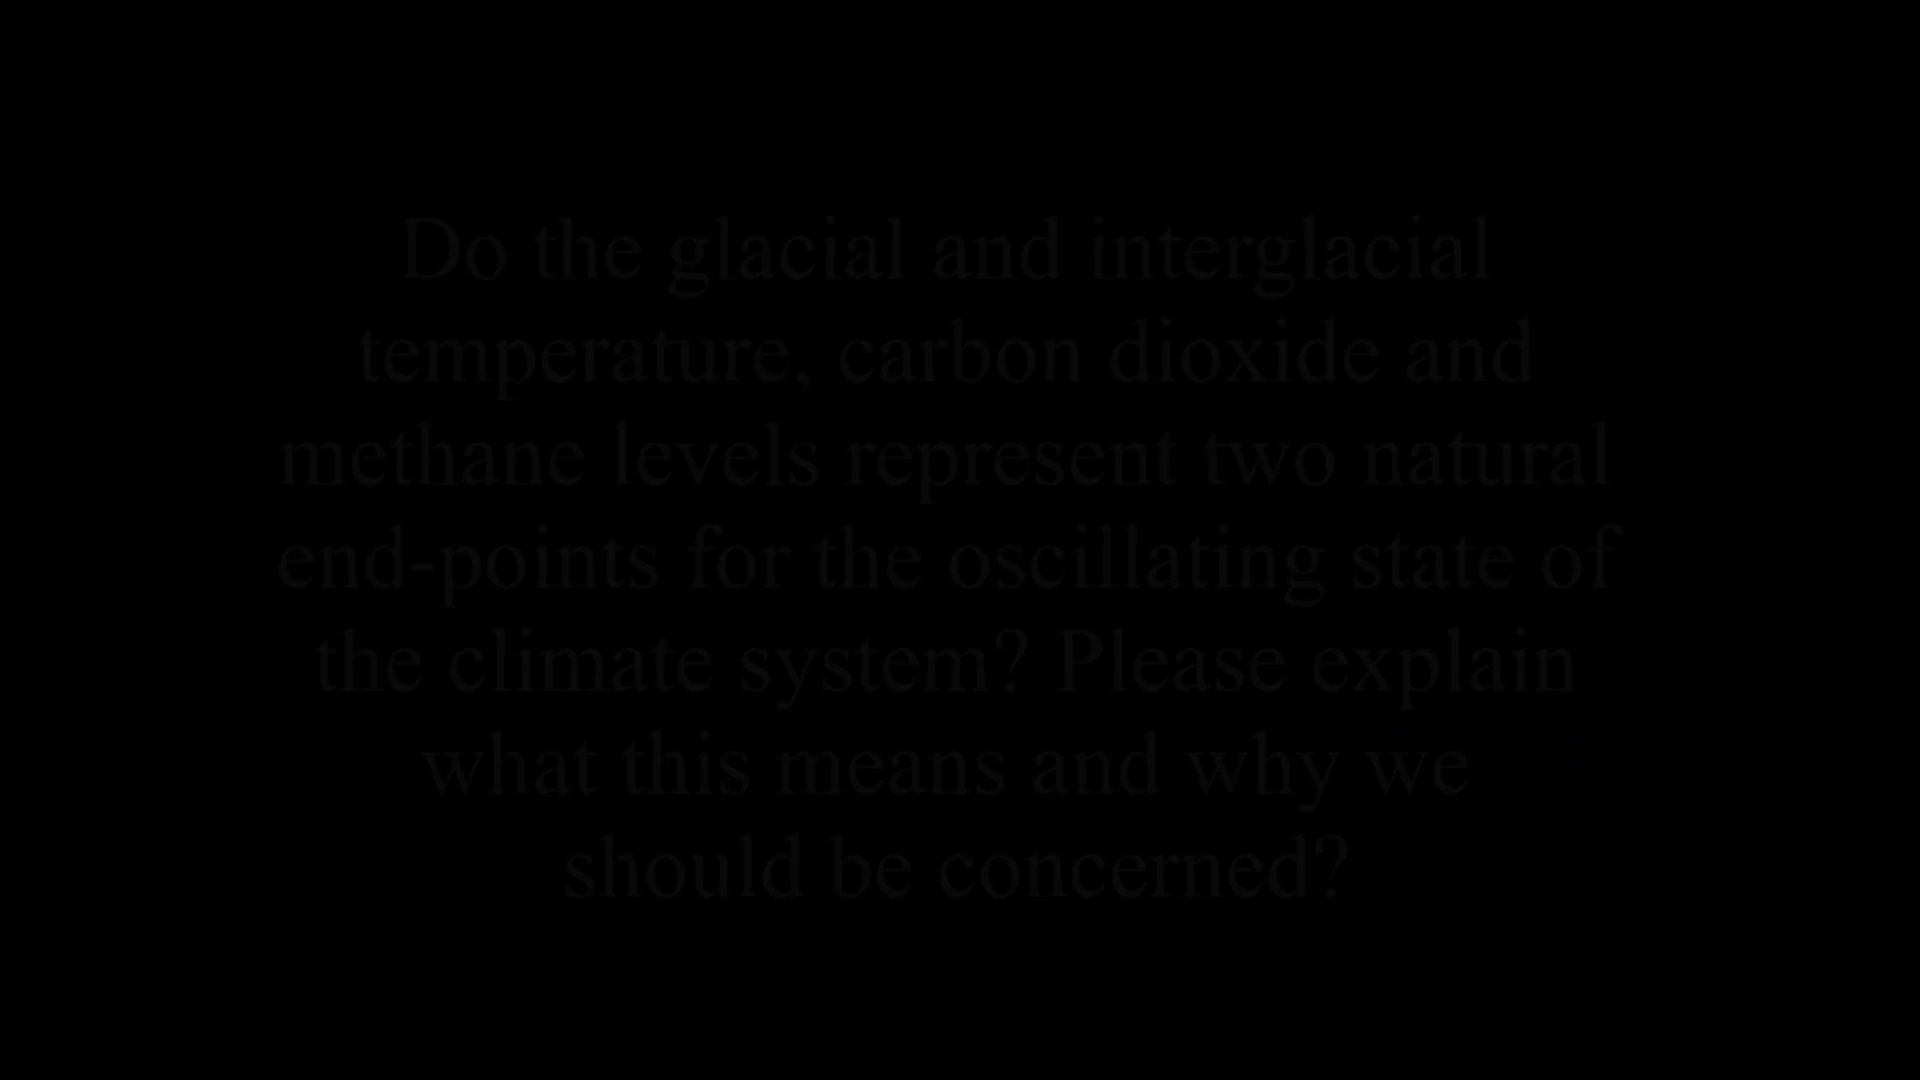 Do the glacial and interglacial
temperature, carbon dioxide and
methane levels represent two natural
end-points for the oscillating state of
the climate system? Please explain
what this means and why we
should be concerned?